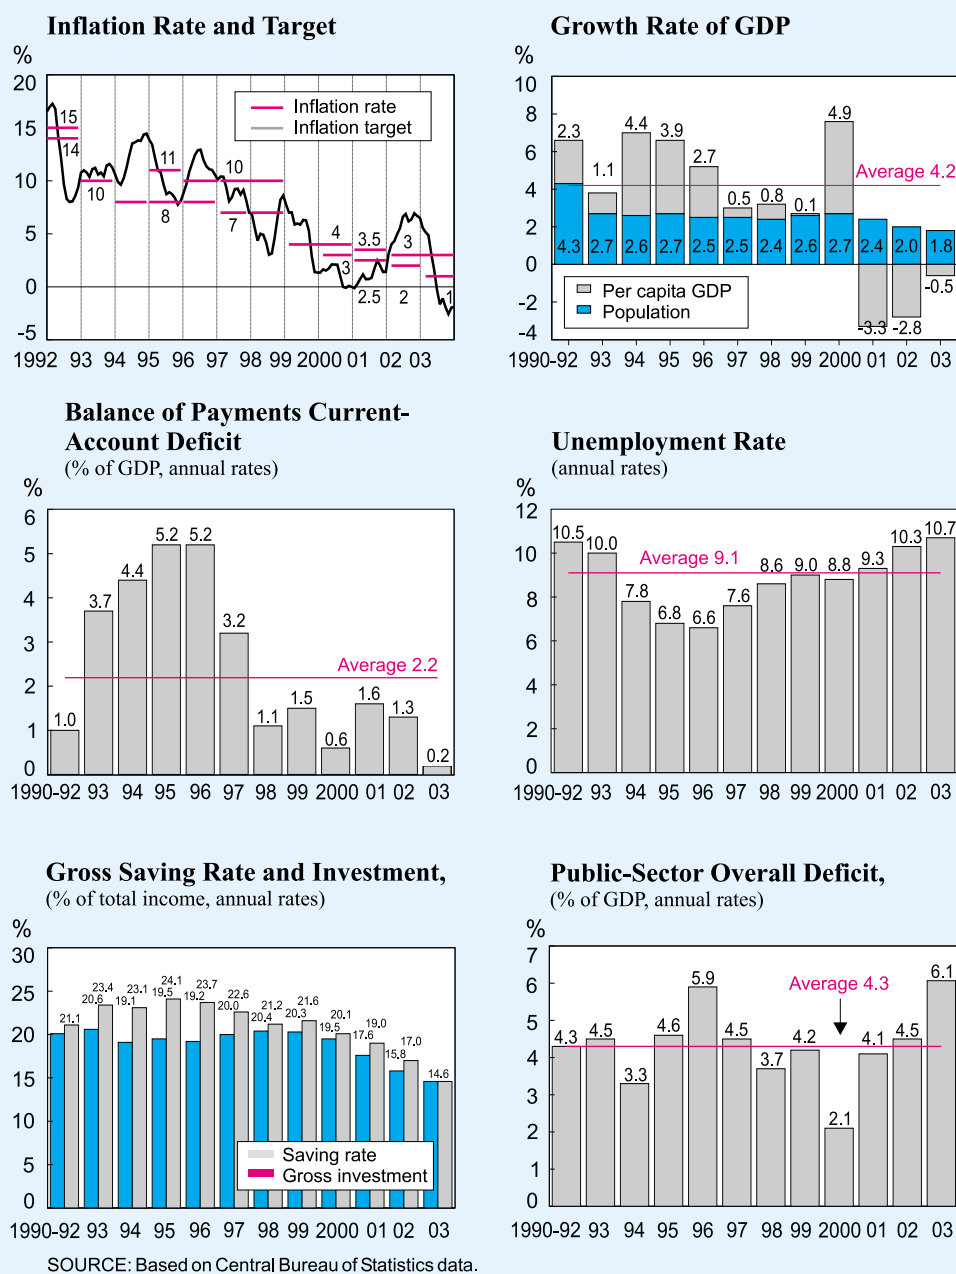 Inflation Rate and Target
%
20
15
10
5
0
-5
Inflation rate
Inflation target
15
14
10
11
8
10
7
4
3
3.5
2.5
3
2
1
1992 93 94 95 96 97 98 99 2000 01 02 03
Growth Rate of GDP
%
10
8
6
4
2
0
-2
-4
2.3 1.1 4.4 3.9 2.7 0.5 0.8 0.1 4.9
Average 4.2
4.3 2.7 2.6 2.7 2.5 2.5 2.4 2.6 2.7 2.4 2.0 1.8
-3.3 -2.8 -0.5
Per capita GDP
Population
1990-92 93 94 95 96 97 98 99 2000 01 02 03
Balance of Payments Current-
Account Deficit
(% of GDP, annual rates)
%
6
5
4
3
2
1
0
1.0 3.7 4.4 5.2 5.2 3.2 1.1 1.5 0.6 1.6 1.3 0.2
Average 2.2
1990-92 93 94 95 96 97 98 99 2000 01 02 03
Unemployment Rate
(annual rates)
%
12
10
8
6
4
2
0
10.5 10.0 7.8 6.8 6.6 7.6 8.6 9.0 8.8 9.3 10.3 10.7
Average 9.1
1990-92 93 94 95 96 97 98 99 2000 01 02 03
Gross Saving Rate and Investment,
(% of total income, annual rates)
%
30
25
20
15
10
5
0
21.1 23.4 23.1 24.1 23.7 22.6 21.2 21.6 20.1 19.0 17.0 14.6
20.6 19.1 19.5 19.2 20.0 20.4 20.3 19.5 17.6 15.8
Saving rate
Gross investment
1990-92 93 94 95 96 97 98 99 2000 01 02 03
Public-Sector Overall Deficit,
(% of GDP, annual rates)
%
7
6
5
4
3
2
1
0
4.3 4.5 3.3 4.6 5.9 4.5 3.7 4.2 2.1 4.1 4.5 6.1
Average 4.3
1990-92 93 94 95 96 97 98 99 2000 01 02 03
SOURCE: Based on Central Bureau of Statistics data.